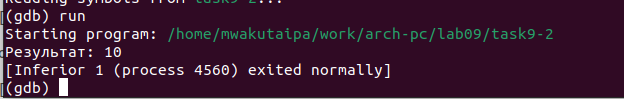 Reading symbols from task9-2...
(gdb) run
Starting program: /home/mwakutaipa/work/arch-pc/lab09/task9-2
Результат: 10
[Inferior 1 (process 4560) exited normally]
(gdb)